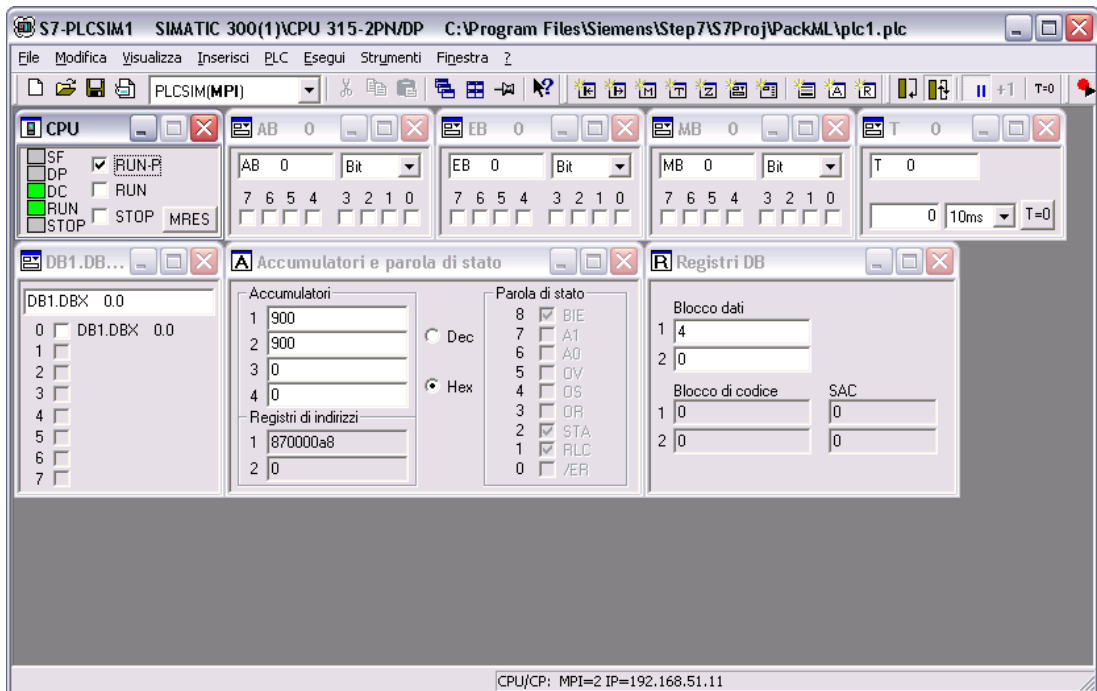 S7-PLCSIM1 SIMATIC 300(1)\CPU 315-2PN/DP C:\Program Files\Siemens\Step7\S7Proj\PackML\plc1.plc
File Modifica Visualizza Inserisci PLC Esegui Strumenti Finestra ?
PLCSIM(MPI) +1 T=0
CPU
SF
DP
DC
RUN
STOP
RUN-P
RUN
STOP
MRES
AB 0
AB 0 Bit
7 6 5 4 3 2 1 0
EB 0
EB 0 Bit
7 6 5 4 3 2 1 0
MB 0
MB 0 Bit
7 6 5 4 3 2 1 0
T 0
T 0
0 10ms T=0
DB1.DB...
DB1.DBX 0.0
0 DB1.DBX 0.0
1
2
3
4
5
6
7
A Accumulatori e parola di stato
Accumulatori
1 900
2 900
3 0
4 0
Registri di indirizzi
1 870000a8
2 0
Dec
Hex
Parola di stato
8 BIE
7 A1
6 A0
5 OV
4 OS
3 OR
2 STA
1 RLC
0 /ER
R Registri DB
Blocco dati
1 4
2 0
Blocco di codice SAC
1 0 0
2 0 0
CPU/CP: MPI=2 IP=192.168.51.11